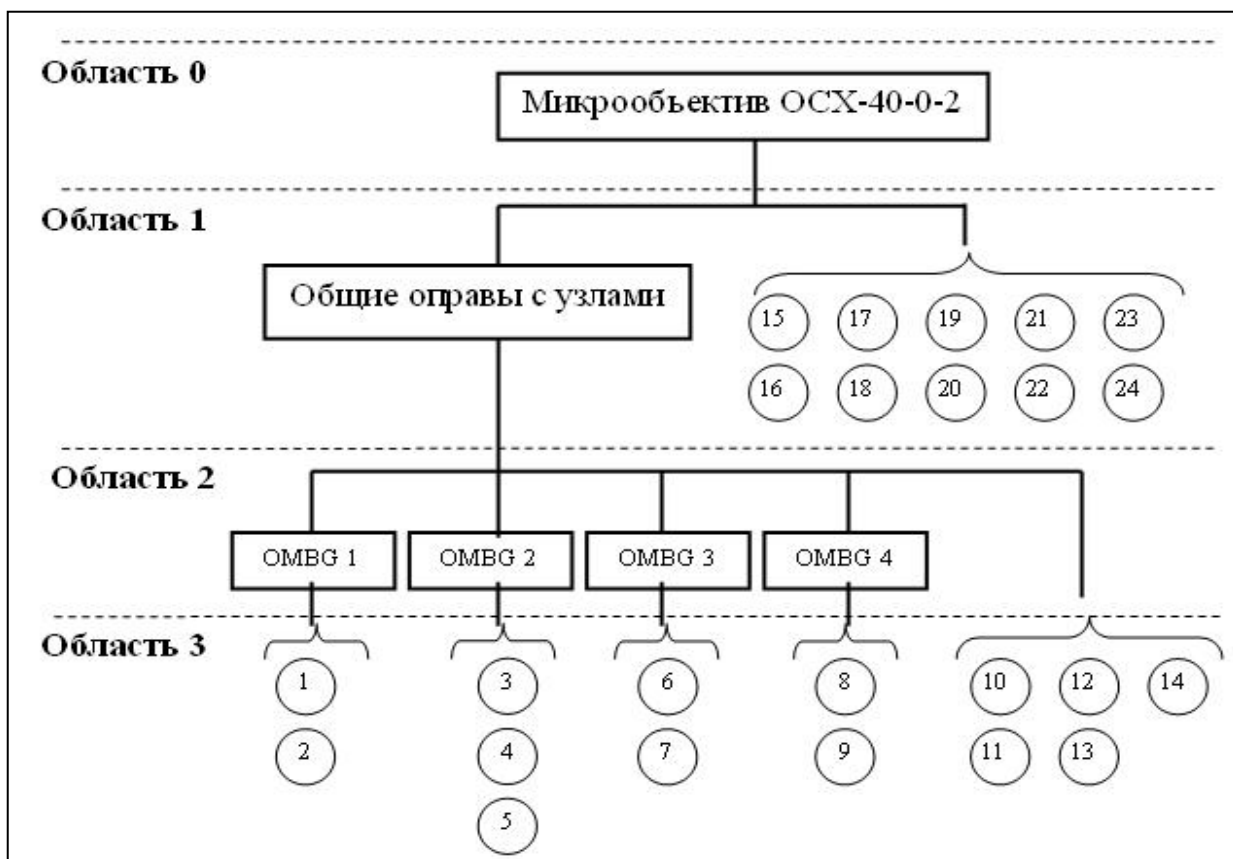 Область 0
Микрообьектив ОСХ-40-0-2
Область 1
Общие оправы с узлами
15 17 19 21 23
16 18 20 22 24
Область 2
OMBG 1 OMBG 2 OMBG 3 OMBG 4
Область 3
1 3 6 8 10 12 14
2 4 7 9 11 13
5